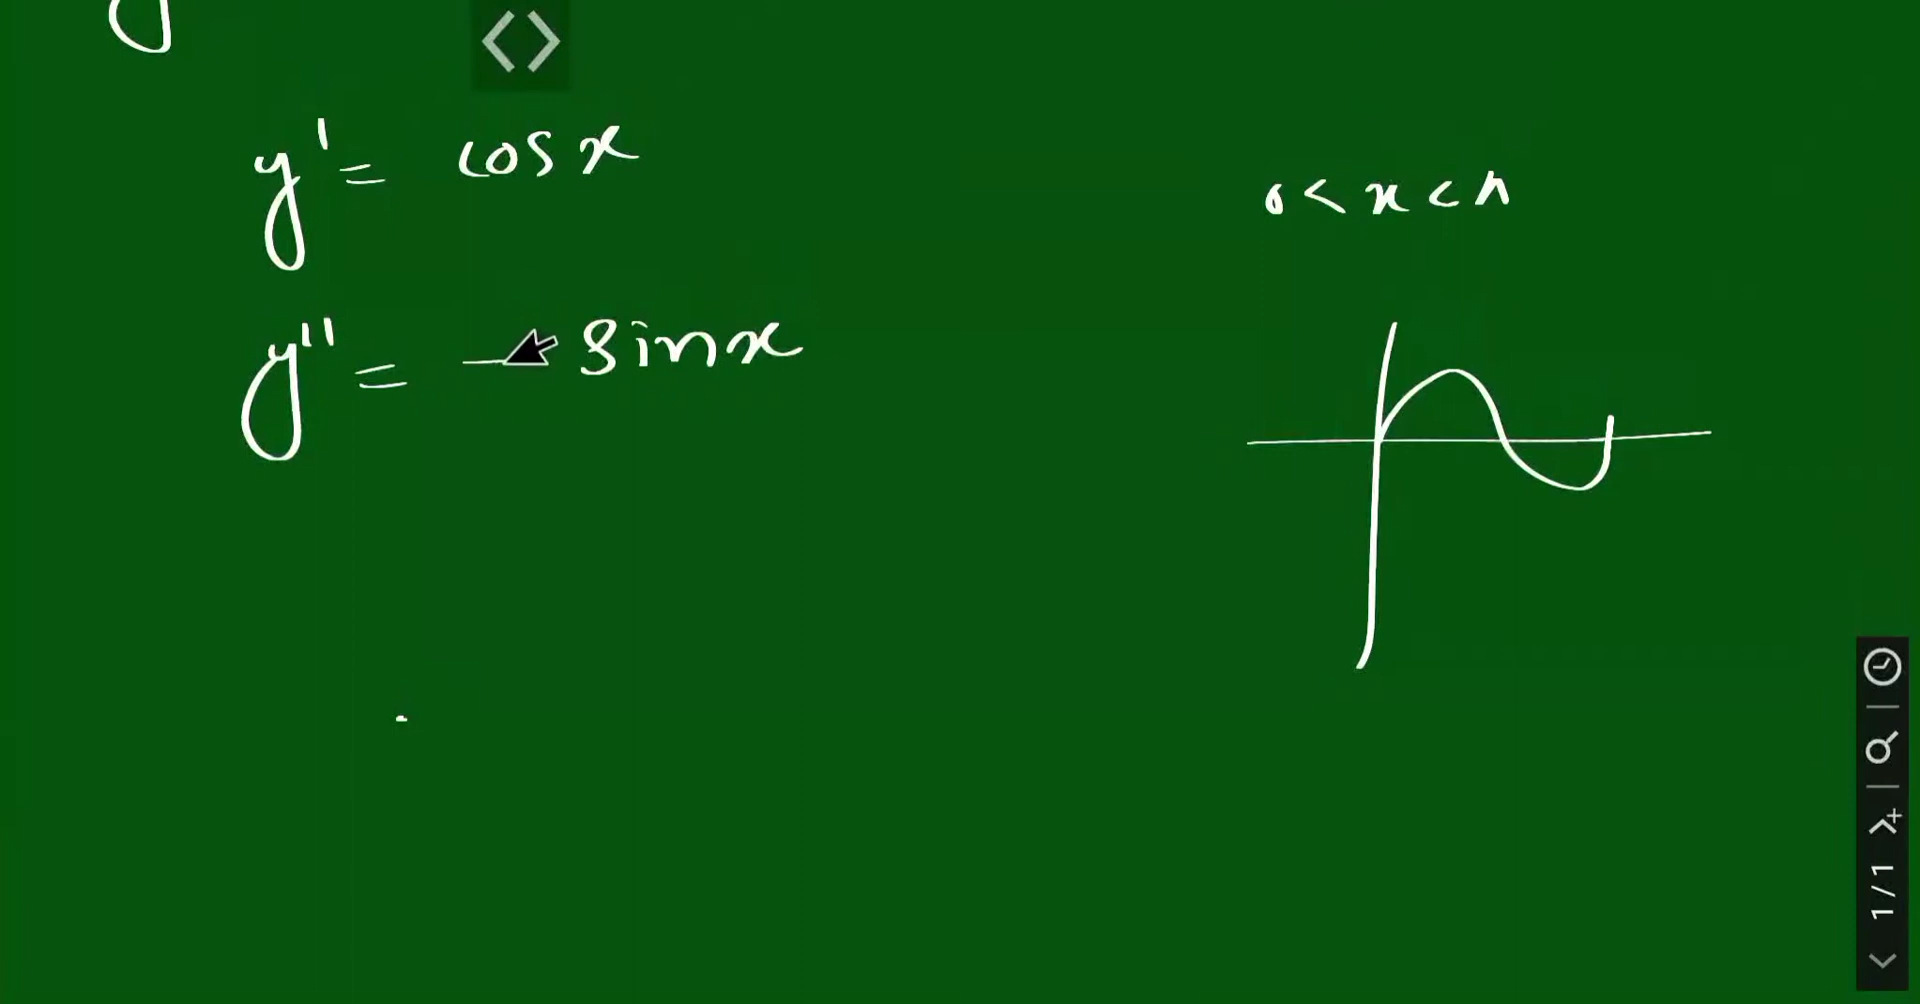 y' = cos x
0 < x < π
y'' = - sin x
1/1